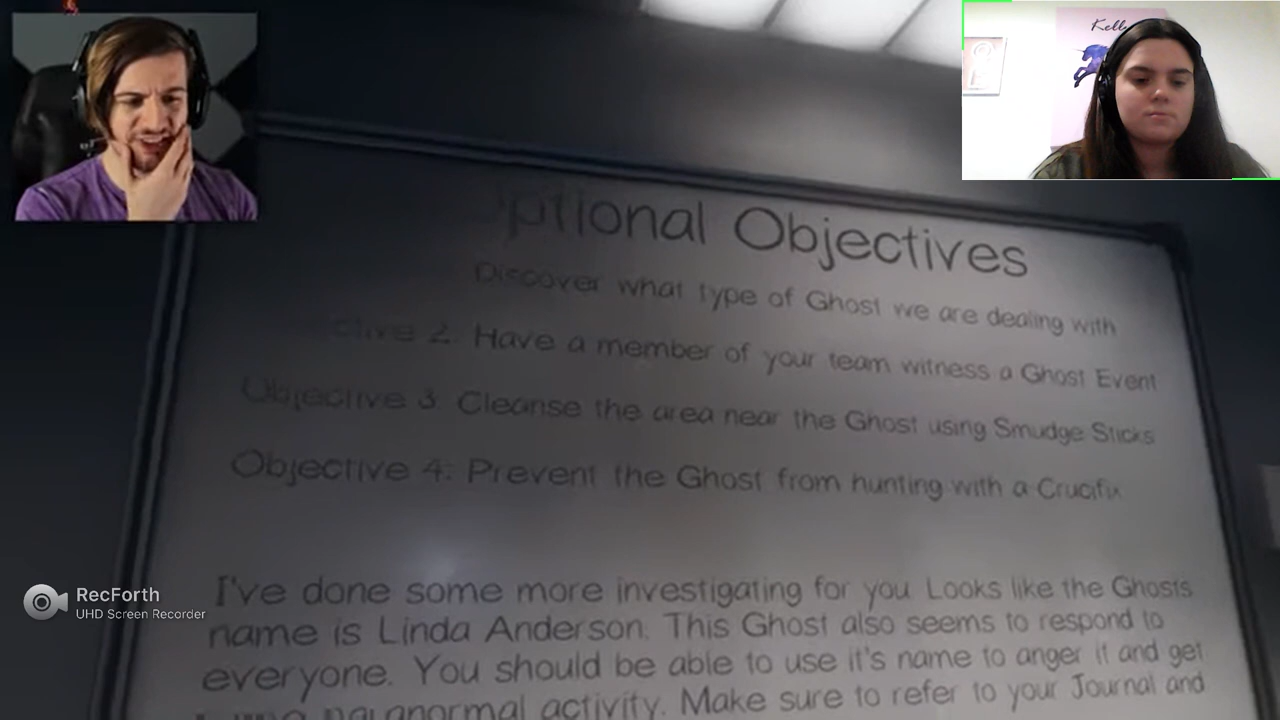 Kelly
Optional Objectives
Discover what type of Ghost we are dealing with
ctive 2. Have a member of your team witness a Ghost Event
Objective 3. Cleanse the area near the Ghost using Smudge Sticks
Objective 4: Prevent the Ghost from hunting with a Crucifix
I've done some more investigating for you Looks like the Ghosts
name is Linda Anderson. This Ghost also seems to respond to
everyone. You should be able to use it's name to anger it and get
paranormal activity. Make sure to refer to your Journal and
RecForth
UHD Screen Recorder